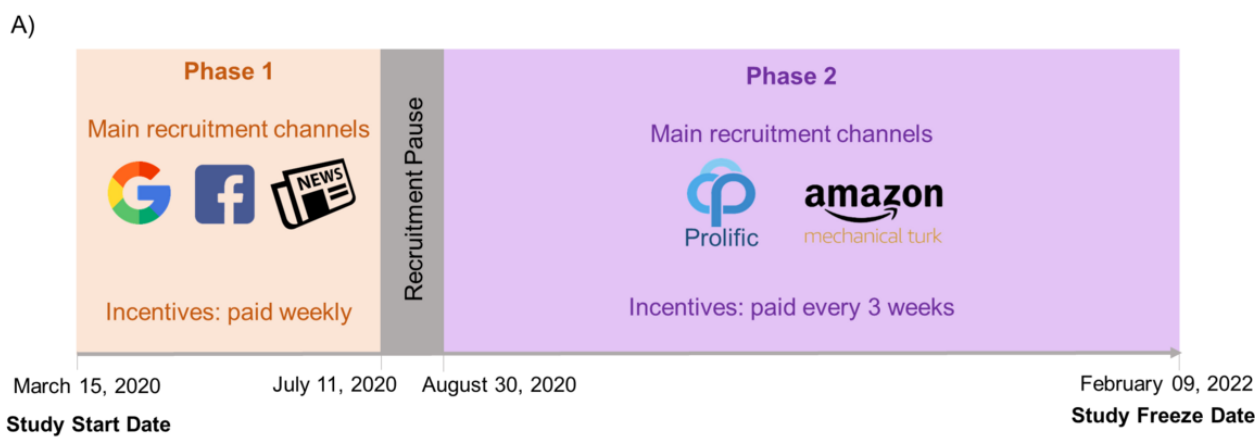 A)
Phase 1
Main recruitment channels
NEWS
Incentives: paid weekly
Recruitment Pause
Phase 2
Main recruitment channels
Prolific
amazon
mechanical turk
Incentives: paid every 3 weeks
March 15, 2020
July 11, 2020
August 30, 2020
February 09, 2022
Study Start Date
Study Freeze Date